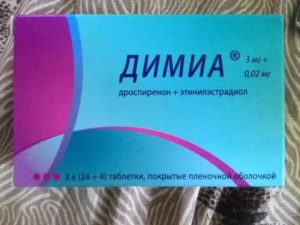 ДИМИА® 3 мг +
0,02 мг
дроспиренон + этинилэстрадиол
3 x (24 + 4) таблетки, покрытые пленочной оболочкой